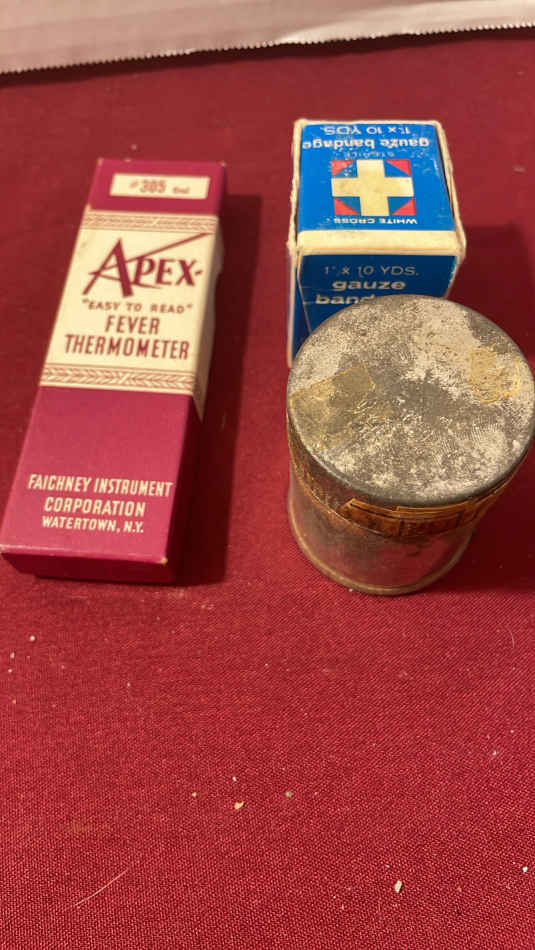 #305 Oral
APEX
"EASY TO READ"
FEVER
THERMOMETER
FAICHNEY INSTRUMENT
CORPORATION
WATERTOWN, N.Y.
1" X 10 YDS.
gauze bandage
STERILE
WHITE CROSS
1" X 10 YDS.
gauze